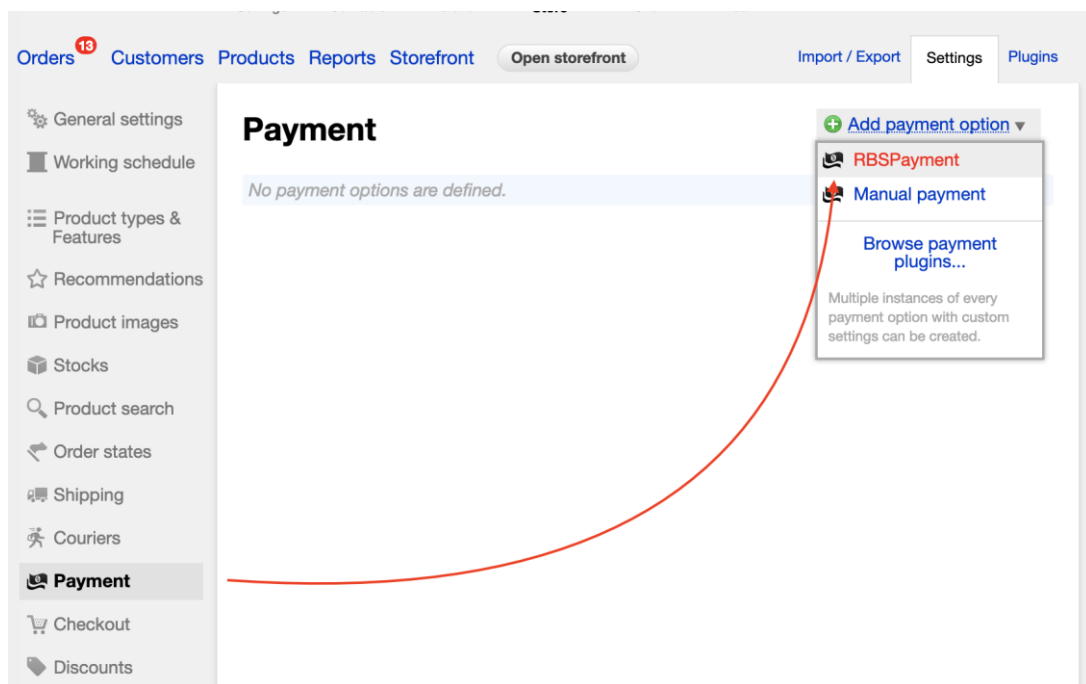 Store
Orders 13 Customers Products Reports Storefront Open storefront Import / Export Settings Plugins
General settings
Working schedule
Product types &
Features
Recommendations
Product images
Stocks
Product search
Order states
Shipping
Couriers
Payment
Checkout
Discounts
Payment
No payment options are defined.
Add payment option
RBSPayment
Manual payment
Browse payment
plugins...
Multiple instances of every
payment option with custom
settings can be created.